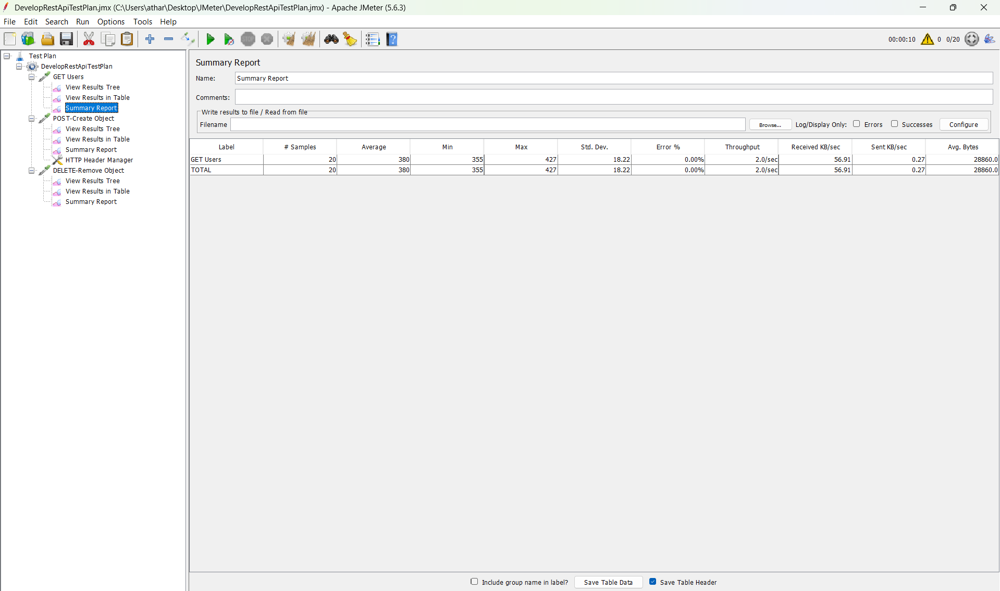 DevelopRestApiTestPlan.jmx (C:\Users\athar\Desktop\JMeter\DevelopRestApiTestPlan.jmx) - Apache JMeter (5.6.3)
File Edit Search Run Options Tools Help
STOP 00:00:10 0 0/20
Test Plan
DevelopRestApiTestPlan
GET Users
View Results Tree
View Results in Table
Summary Report
POST-Create Object
View Results Tree
View Results in Table
Summary Report
HTTP Header Manager
DELETE-Remove Object
View Results Tree
View Results in Table
Summary Report
Summary Report
Name: Summary Report
Comments:
Write results to file / Read from file
Filename Browse... Log/Display Only: Errors Successes Configure
Label # Samples Average Min Max Std. Dev. Error % Throughput Received KB/sec Sent KB/sec Avg. Bytes
GET Users 20 380 355 427 18.22 0.00% 2.0/sec 56.91 0.27 28860.0
TOTAL 20 380 355 427 18.22 0.00% 2.0/sec 56.91 0.27 28860.0
Include group name in label? Save Table Data Save Table Header